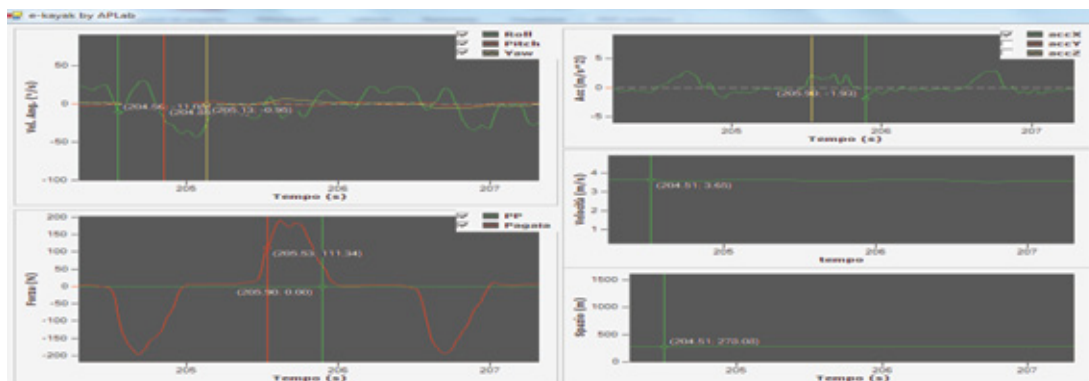 e-kayak by APLab
Roll
Pitch
Yaw
50
0
-50
-100
Vel. Ang. (°/s)
(205.13; -0.95)
205
206
207
Tempo (s)
PP
Pagaia
200
150
100
50
0
-50
-100
-150
-200
Forza (N)
(205.53; 111.34)
(205.90; 0.00)
205
206
207
Tempo (s)
accX
accY
accZ
5
0
-5
Acc (m/s^2)
(205.90; -1.93)
205
206
207
Tempo (s)
4
3
2
1
Velocità (m/s)
(204.51; 3.65)
205
206
207
tempo
1500
1000
500
0
Spazio (m)
(204.51; 278.08)
205
206
207
Tempo (s)